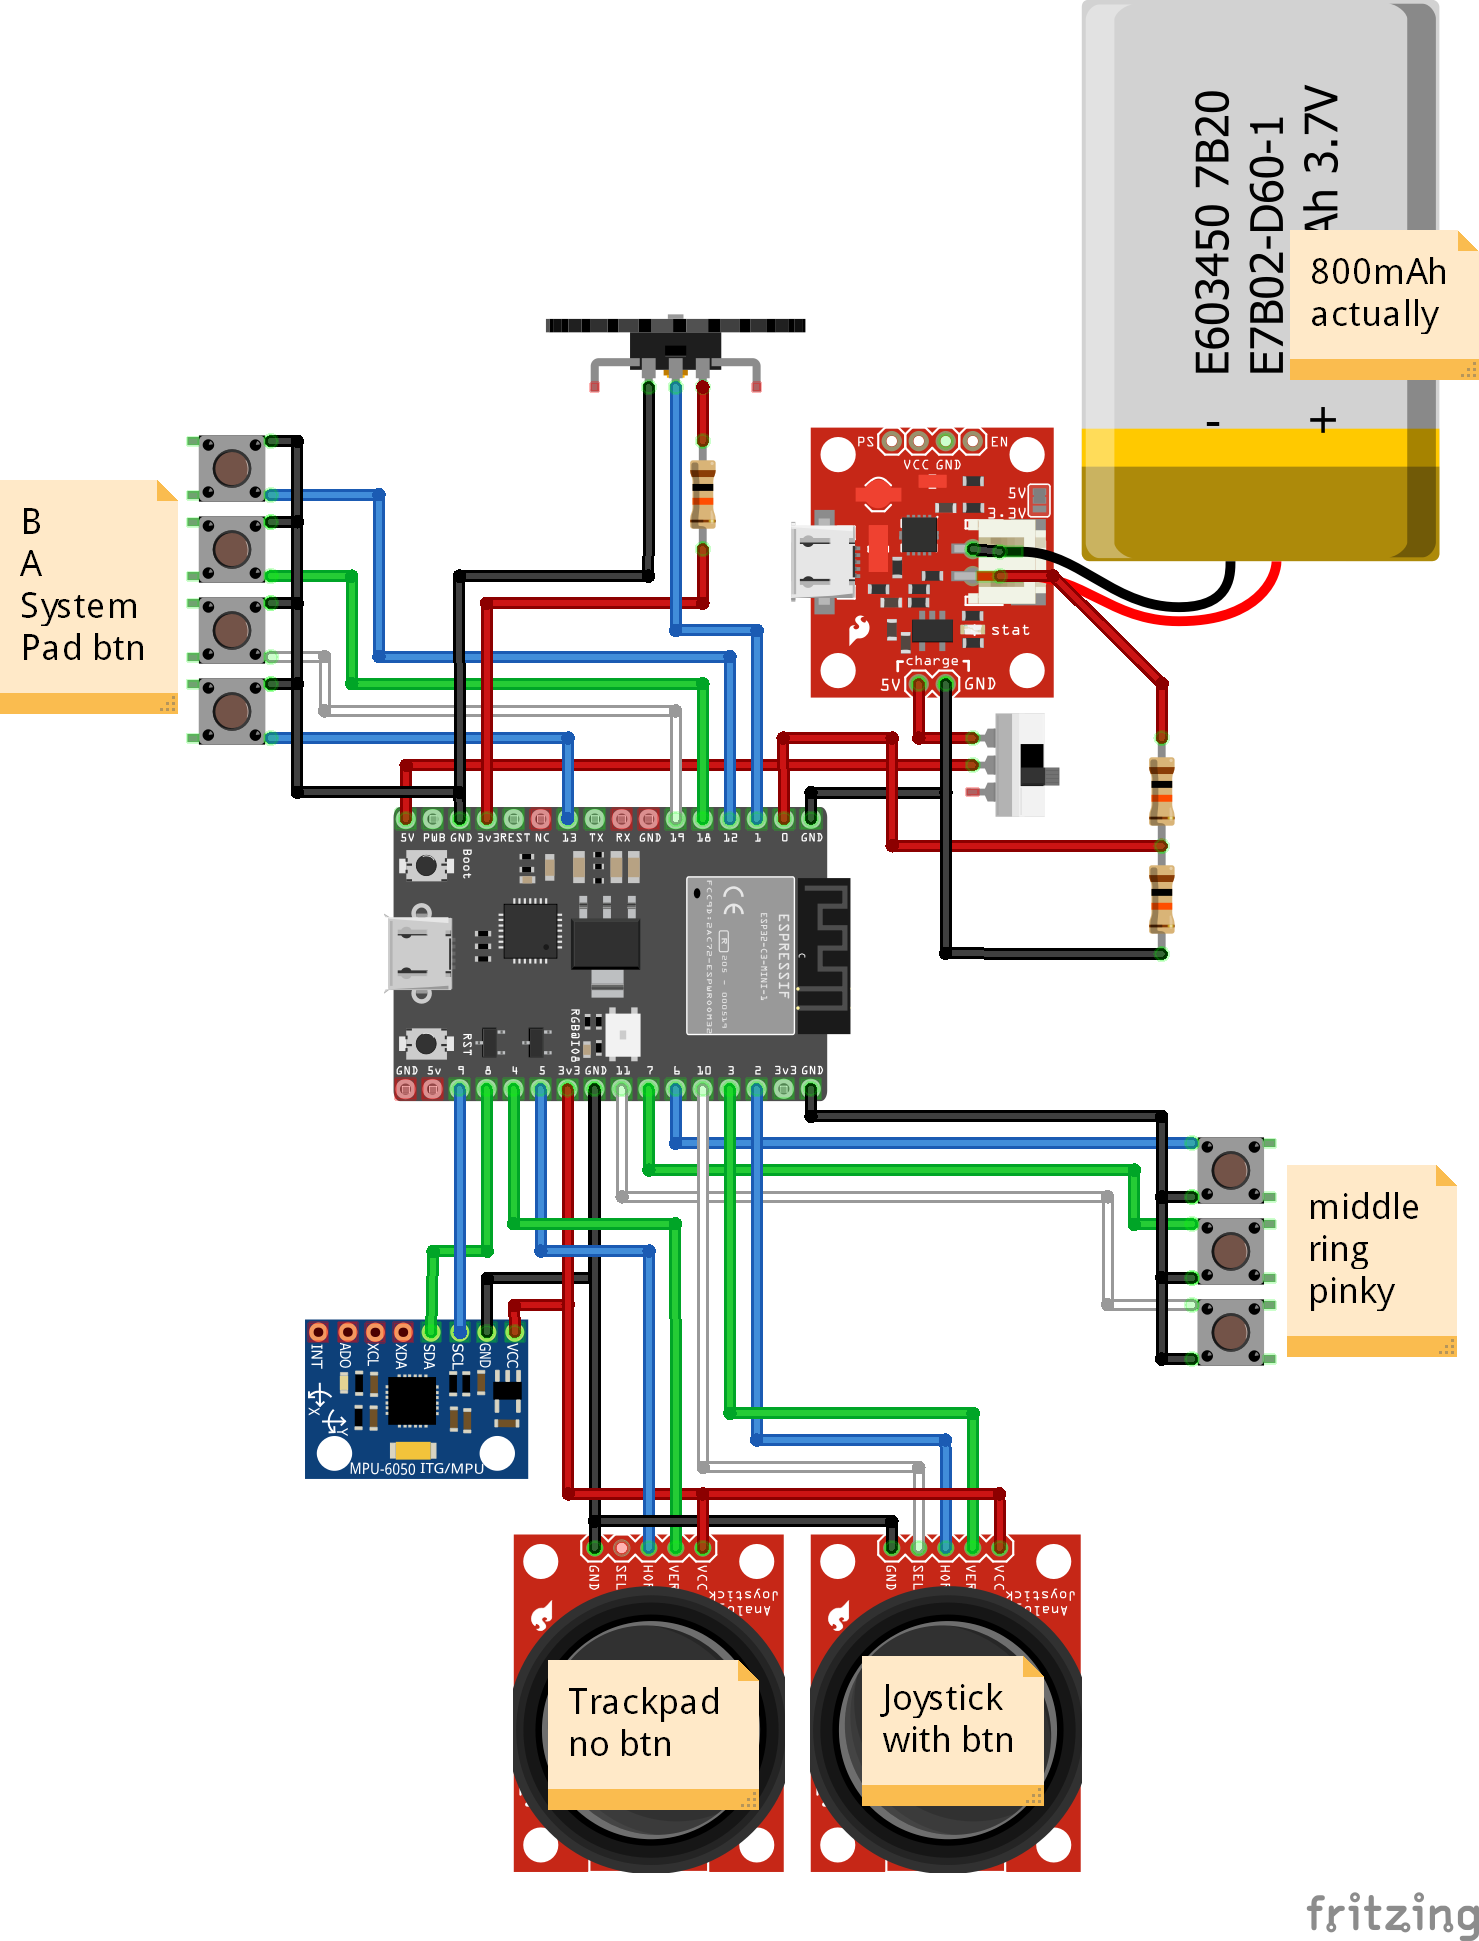 E603450 7B20
E7B02-D60-1
Ah 3.7V
800mAh
actually
- +
PS EN
VCC GND
5V
3.3V
stat
charge
5V GND
B
A
System
Pad btn
5V PWB GND 3v3 REST NC 13 TX RX GND 19 18 12 1 0 GND
Boot
ESPRESSIF
ESP32-C3-MINI-1
CE
R
RST
RGB@IO8
GND 5v 9 8 4 5 3v3 GND 11 7 6 10 3 2 3v3 GND
middle
ring
pinky
INT ADO XCL XDA SDA SCL GND VCC
X
Y
MPU-6050 ITG/MPU
GND SEL HOR VER VCC
Joystick
Trackpad
no btn
GND SEL HOR VER VCC
Joystick
Joystick
with btn
fritzing